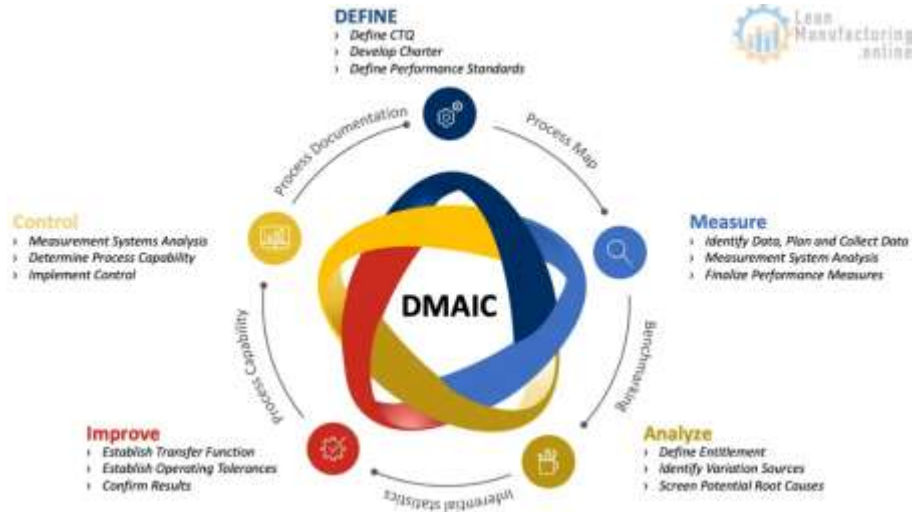 DEFINE
› Define CTQ
› Develop Charter
› Define Performance Standards
Lean
Manufacturing
.online
Process Documentation
Process Map
Control
› Measurement Systems Analysis
› Determine Process Capability
› Implement Control
Measure
› Identify Data, Plan and Collect Data
› Measurement System Analysis
› Finalize Performance Measures
DMAIC
Process Capability
Benchmarking
Improve
› Establish Transfer Function
› Establish Operating Tolerances
› Confirm Results
Analyze
› Define Entitlement
› Identify Variation Sources
› Screen Potential Root Causes
Inferential statistics